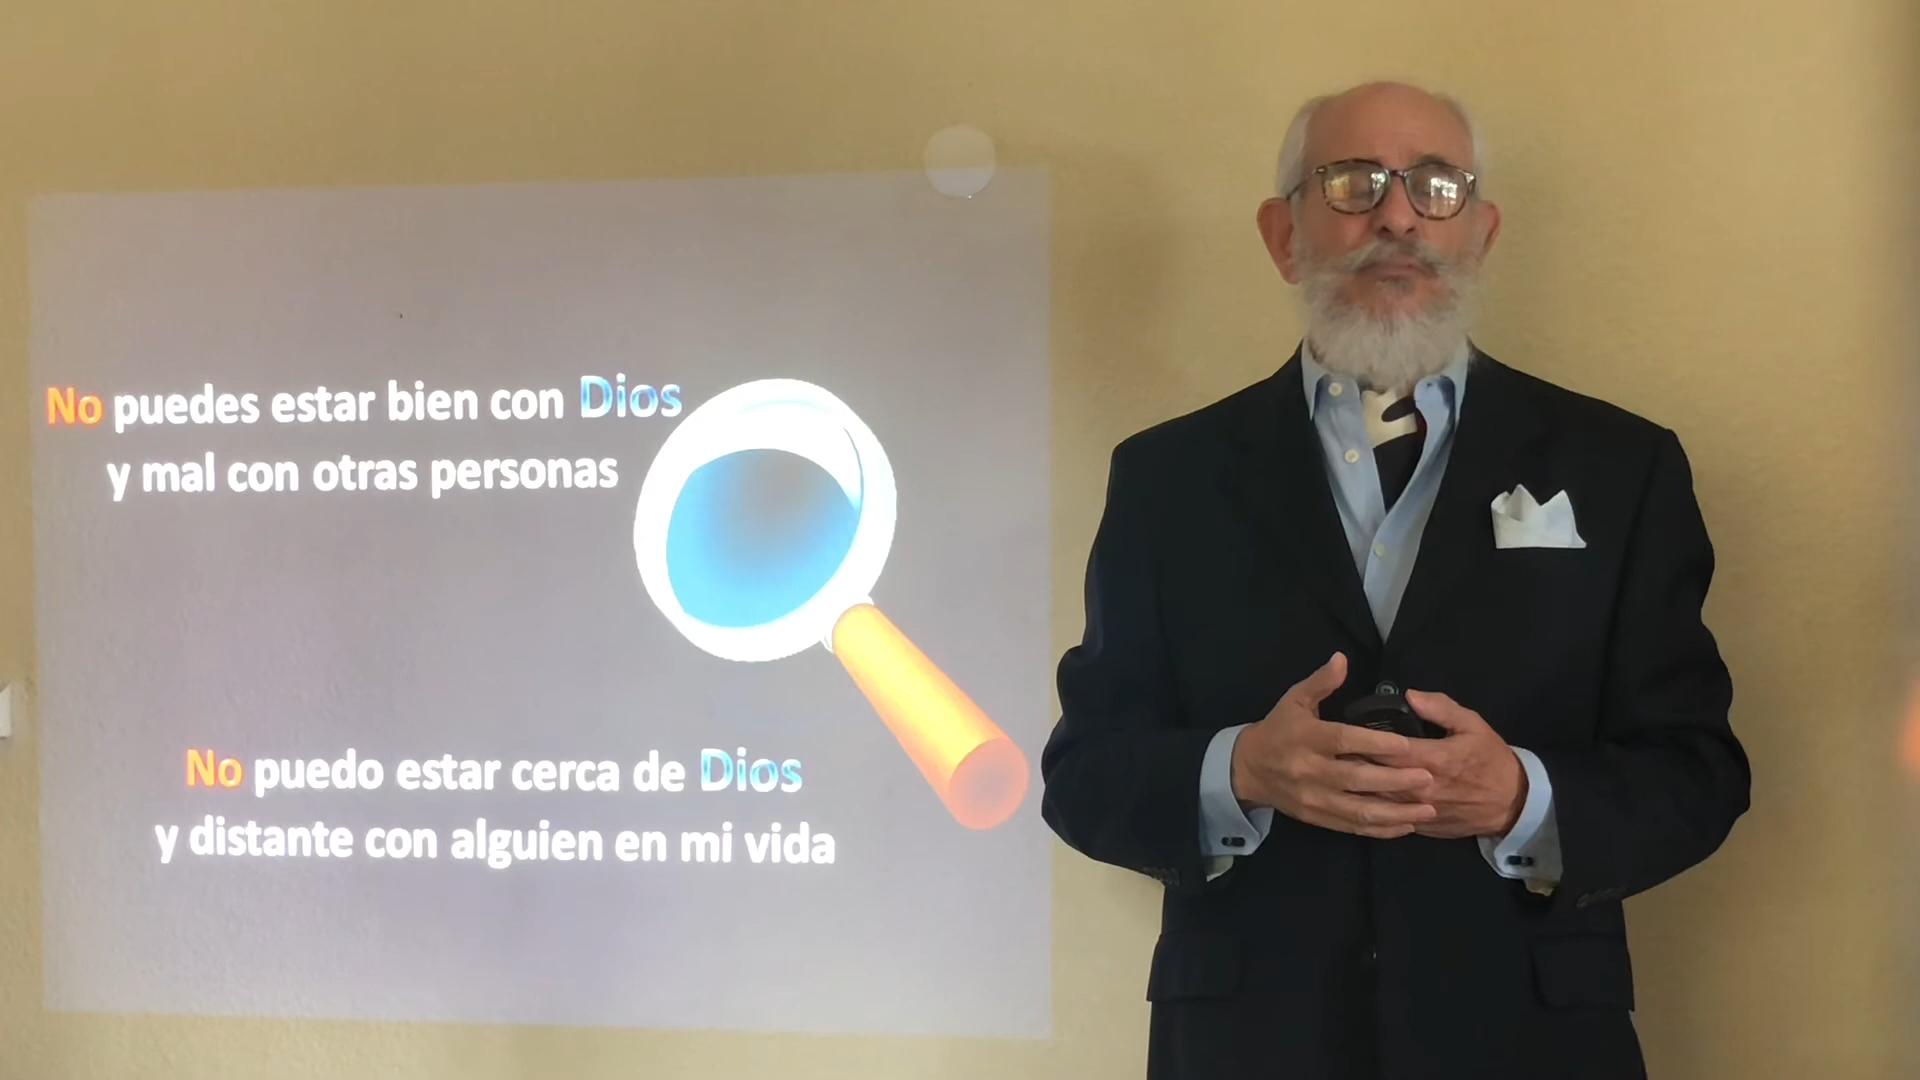 No puedes estar bien con Dios
y mal con otras personas
No puedo estar cerca de Dios
y distante con alguien en mi vida